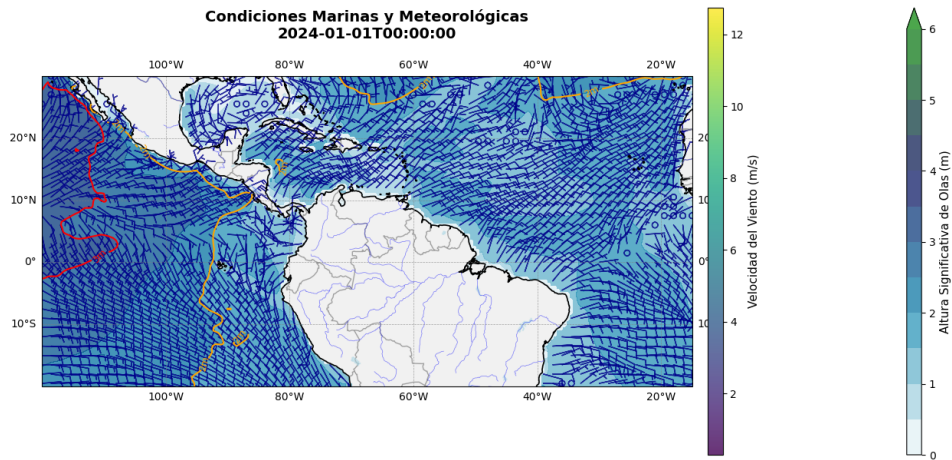 Condiciones Marinas y Meteorológicas
2024-01-01T00:00:00
100°W 80°W 60°W 40°W 20°W
20°N
10°N
0°
10°S
100°W 80°W 60°W 40°W 20°W
12
10
8
6
4
2
Velocidad del Viento (m/s)
6
5
4
3
2
1
0
Altura Significativa de Olas (m)